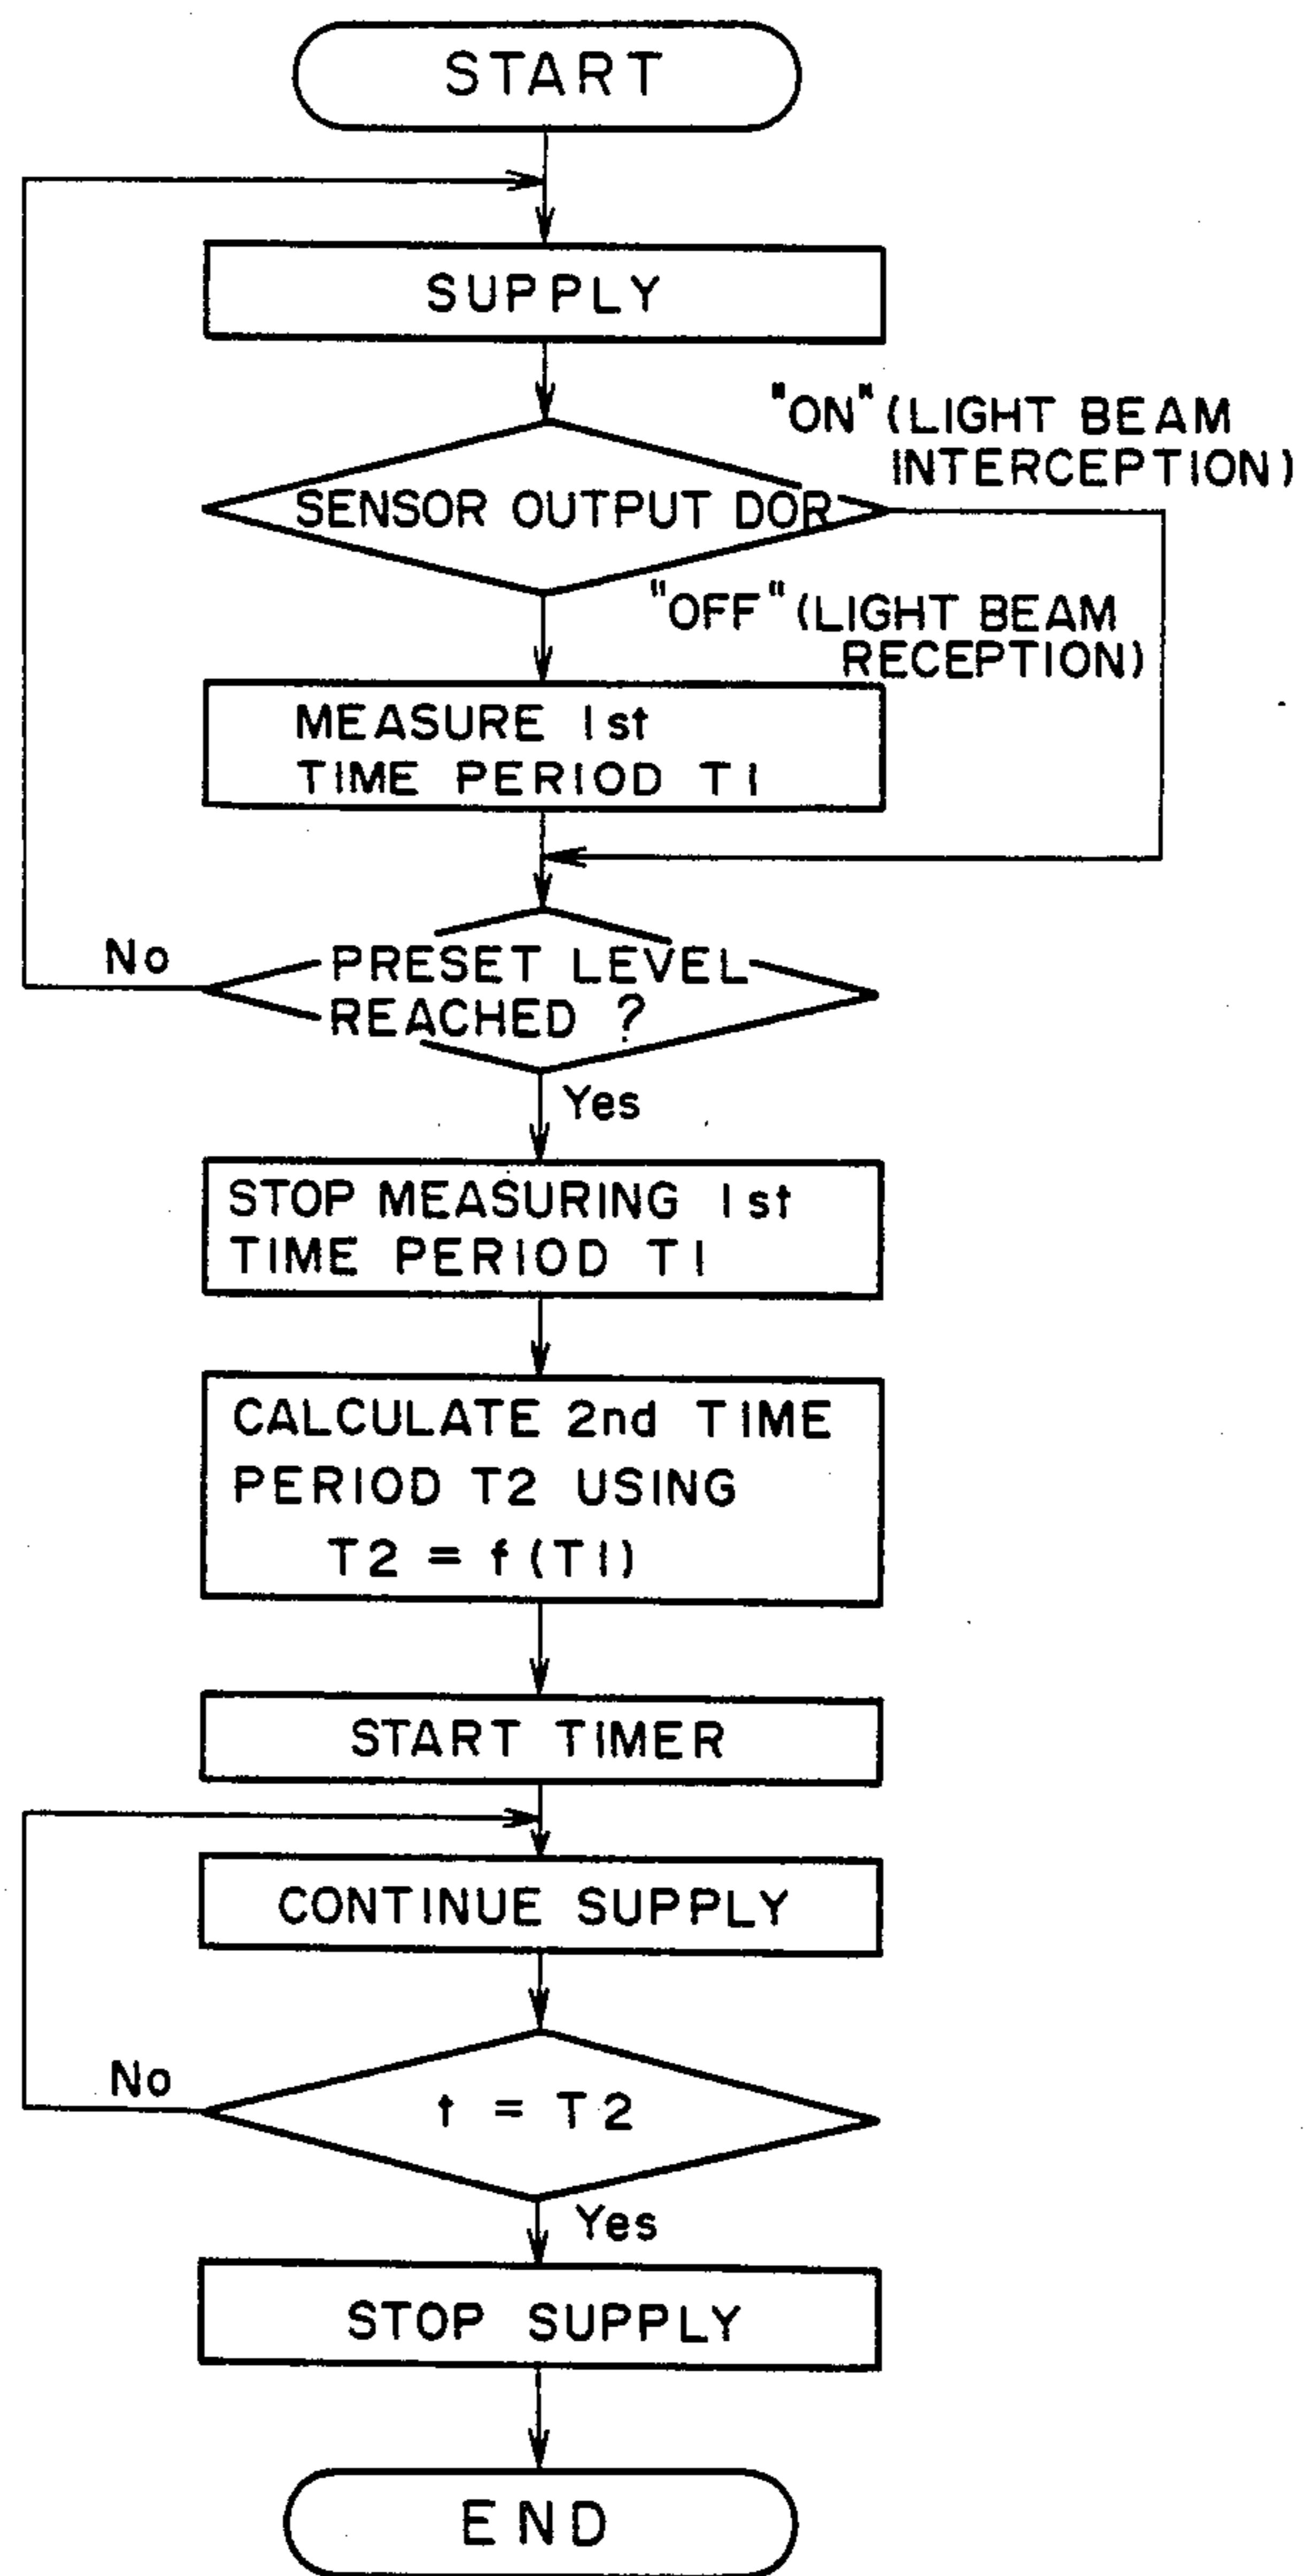 START
SUPPLY
"ON" (LIGHT BEAM
INTERCEPTION)
SENSOR OUTPUT DOR
"OFF" (LIGHT BEAM
RECEPTION)
MEASURE 1st
TIME PERIOD T1
No
PRESET LEVEL
REACHED ?
Yes
STOP MEASURING 1st
TIME PERIOD T1
CALCULATE 2nd TIME
PERIOD T2 USING
T2 = f(T1)
START TIMER
CONTINUE SUPPLY
No
t = T2
Yes
STOP SUPPLY
END